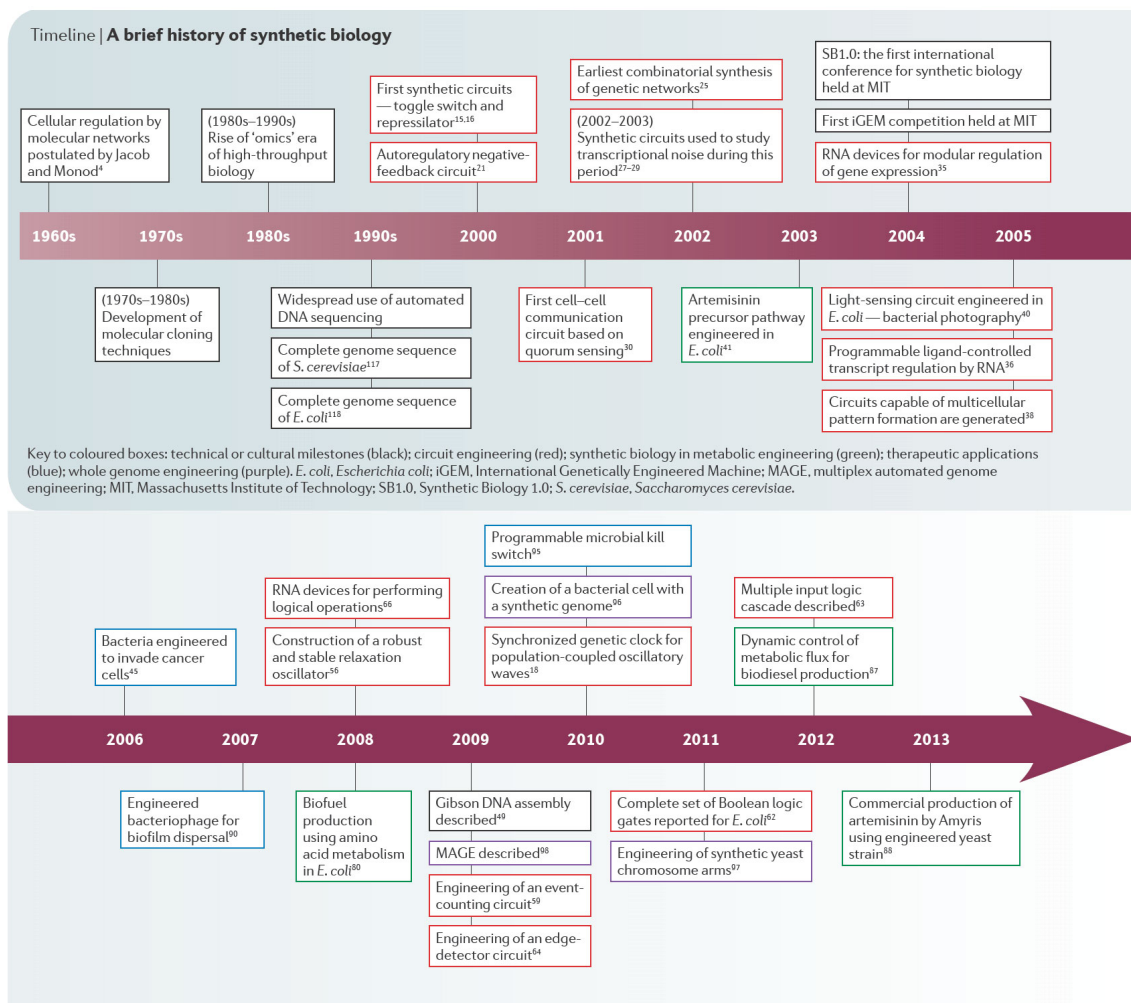 Timeline | A brief history of synthetic biology
Cellular regulation by
molecular networks
postulated by Jacob
and Monod⁴
(1980s–1990s)
Rise of ‘omics’ era
of high-throughput
biology
First synthetic circuits
— toggle switch and
repressilator¹⁵,¹⁶
Autoregulatory negative-
feedback circuit²¹
Earliest combinatorial synthesis
of genetic networks²⁵
(2002–2003)
Synthetic circuits used to study
transcriptional noise during this
period²⁷⁻²⁹
SB1.0: the first international
conference for synthetic biology
held at MIT
First iGEM competition held at MIT
RNA devices for modular regulation
of gene expression³⁵
1960s 1970s 1980s 1990s 2000 2001 2002 2003 2004 2005
(1970s–1980s)
Development of
molecular cloning
techniques
Widespread use of automated
DNA sequencing
Complete genome sequence
of S. cerevisiae¹¹⁷
Complete genome sequence
of E. coli¹¹⁸
First cell–cell
communication
circuit based on
quorum sensing³⁰
Artemisinin
precursor pathway
engineered in
E. coli⁴¹
Light-sensing circuit engineered in
E. coli — bacterial photography⁴⁰
Programmable ligand-controlled
transcript regulation by RNA³⁶
Circuits capable of multicellular
pattern formation are generated³⁸
Key to coloured boxes: technical or cultural milestones (black); circuit engineering (red); synthetic biology in metabolic engineering (green); therapeutic applications
(blue); whole genome engineering (purple). E. coli, Escherichia coli; iGEM, International Genetically Engineered Machine; MAGE, multiplex automated genome
engineering; MIT, Massachusetts Institute of Technology; SB1.0, Synthetic Biology 1.0; S. cerevisiae, Saccharomyces cerevisiae.
Bacteria engineered
to invade cancer
cells⁴⁵
RNA devices for performing
logical operations⁶⁶
Construction of a robust
and stable relaxation
oscillator⁵⁶
Programmable microbial kill
switch⁹⁵
Creation of a bacterial cell with
a synthetic genome⁹⁶
Synchronized genetic clock for
population-coupled oscillatory
waves¹⁸
Multiple input logic
cascade described⁶³
Dynamic control of
metabolic flux for
biodiesel production⁸⁷
2006 2007 2008 2009 2010 2011 2012 2013
Engineered
bacteriophage for
biofilm dispersal⁹⁰
Biofuel
production
using amino
acid metabolism
in E. coli⁸⁰
Gibson DNA assembly
described⁴⁹
MAGE described⁹⁸
Engineering of an event-
counting circuit⁵⁹
Engineering of an edge-
detector circuit⁶⁴
Complete set of Boolean logic
gates reported for E. coli⁶²
Engineering of synthetic yeast
chromosome arms⁹⁷
Commercial production of
artemisinin by Amyris
using engineered yeast
strain⁸⁸